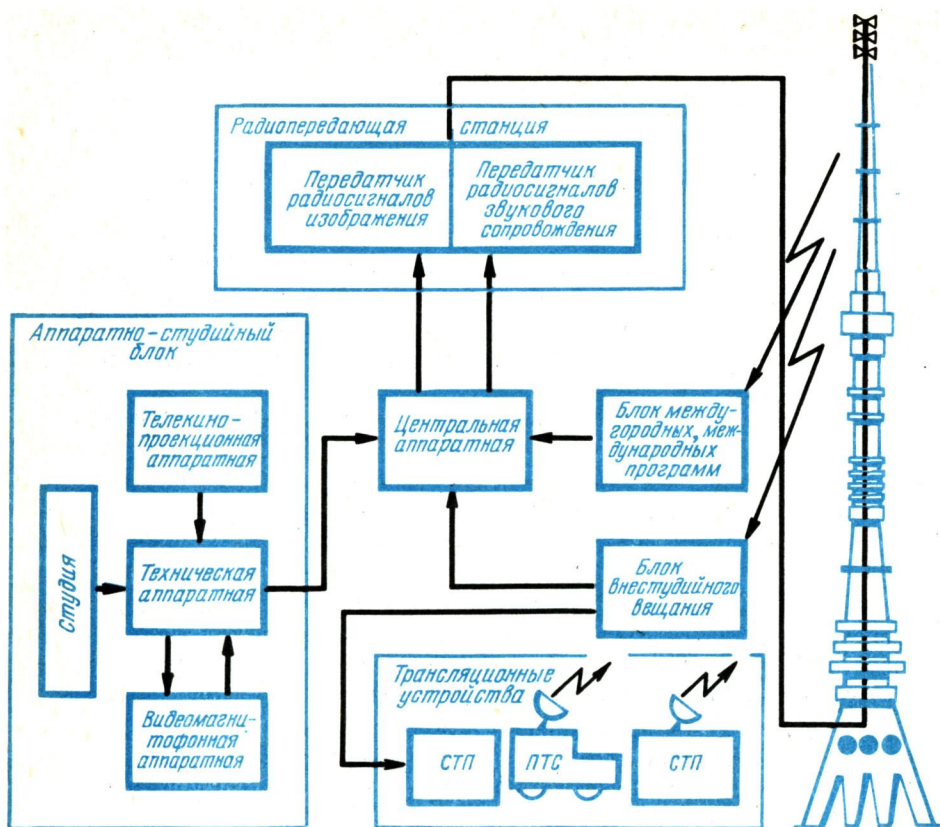 Радиопередающая станция
Передатчик
радиосигналов
изображения
Передатчик
радиосигналов
звукового
сопровождения
Аппаратно-студийный
блок
Телекино-
проекционная
аппаратная
Студия
Техническая
аппаратная
Видеомагни-
тофонная
аппаратная
Центральная
аппаратная
Блок между-
городных, меж-
дународных
программ
Блок
внестудийного
вещания
Трансляционные
устройства
СТП
ПТС
СТП